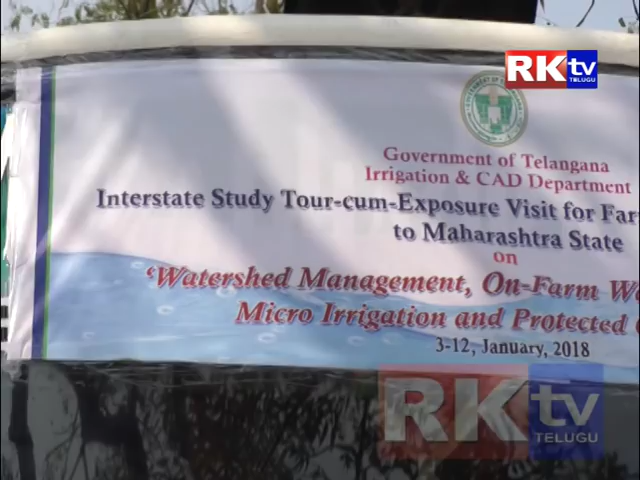 RKtv
TELUGU
Government of Telangana
Irrigation & CAD Department
Interstate Study Tour-cum-Exposure Visit for Far
to Maharashtra State
on
‘Watershed Management, On-Farm W
Micro Irrigation and Protected
3-12, January, 2018
RKtv
TELUGU